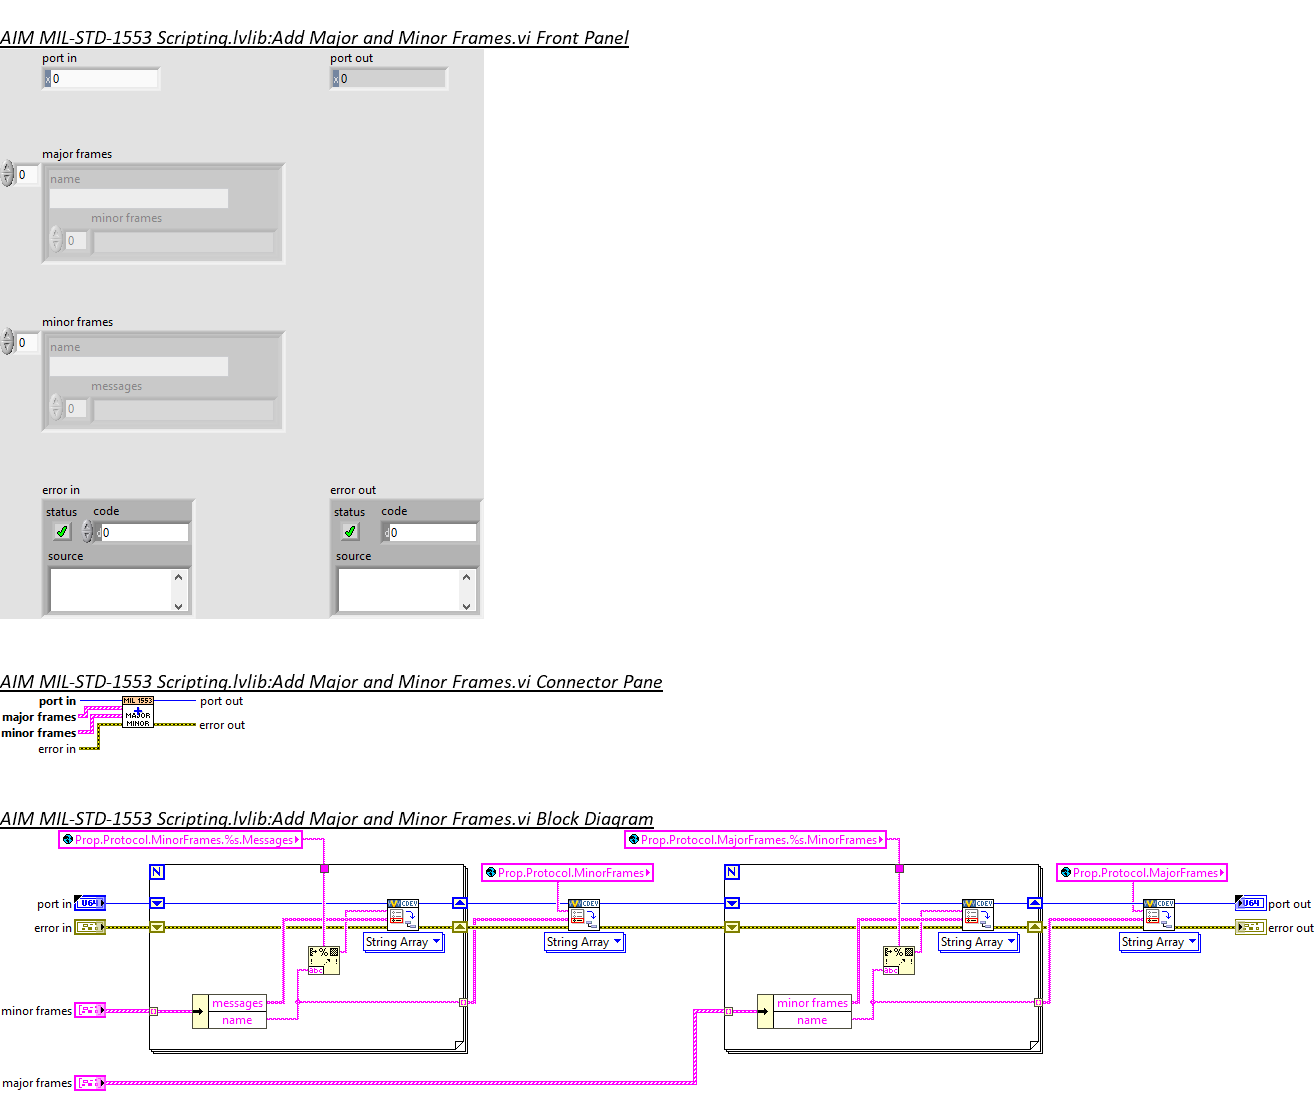 AIM MIL-STD-1553 Scripting.lvlib:Add Major and Minor Frames.vi Front Panel
port in port out
x 0 x 0
major frames
0
name
minor frames
0
minor frames
0
name
messages
0
error in error out
status code status code
d 0 d 0
source source
AIM MIL-STD-1553 Scripting.lvlib:Add Major and Minor Frames.vi Connector Pane
port in MIL 1553 port out
major frames MAJOR
minor frames MINOR error out
error in
AIM MIL-STD-1553 Scripting.lvlib:Add Major and Minor Frames.vi Block Diagram
Prop.Protocol.MinorFrames.%s.Messages Prop.Protocol.MajorFrames.%s.MinorFrames
N Prop.Protocol.MinorFrames N Prop.Protocol.MajorFrames
port in U64 CDEV CDEV CDEV CDEV U64 port out
error in error out
String Array String Array String Array String Array
% abc % abc
minor frames messages minor frames
name name
major frames